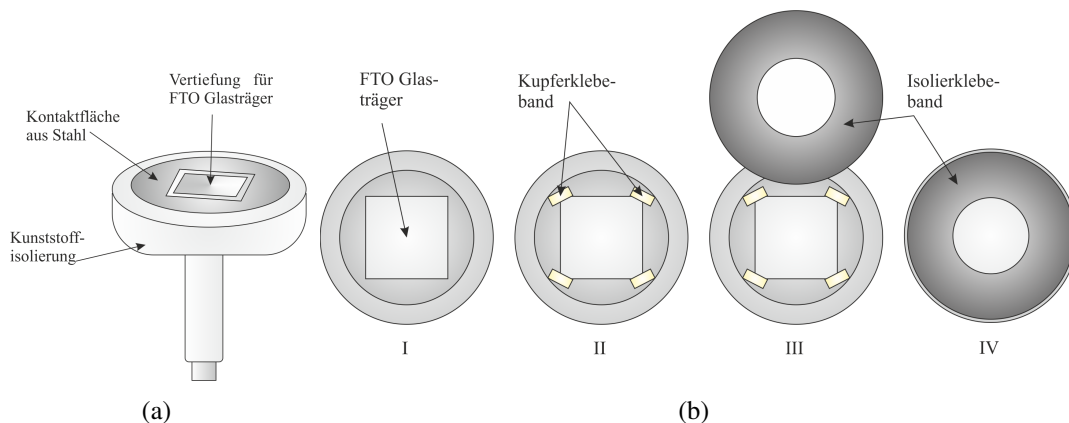 Vertiefung für
FTO Glasträger
Kontaktfläche
aus Stahl
Kunststoff-
isolierung
(a)
FTO Glas-
träger
Kupferklebe-
band
Isolierklebe-
band
I
II
III
IV
(b)